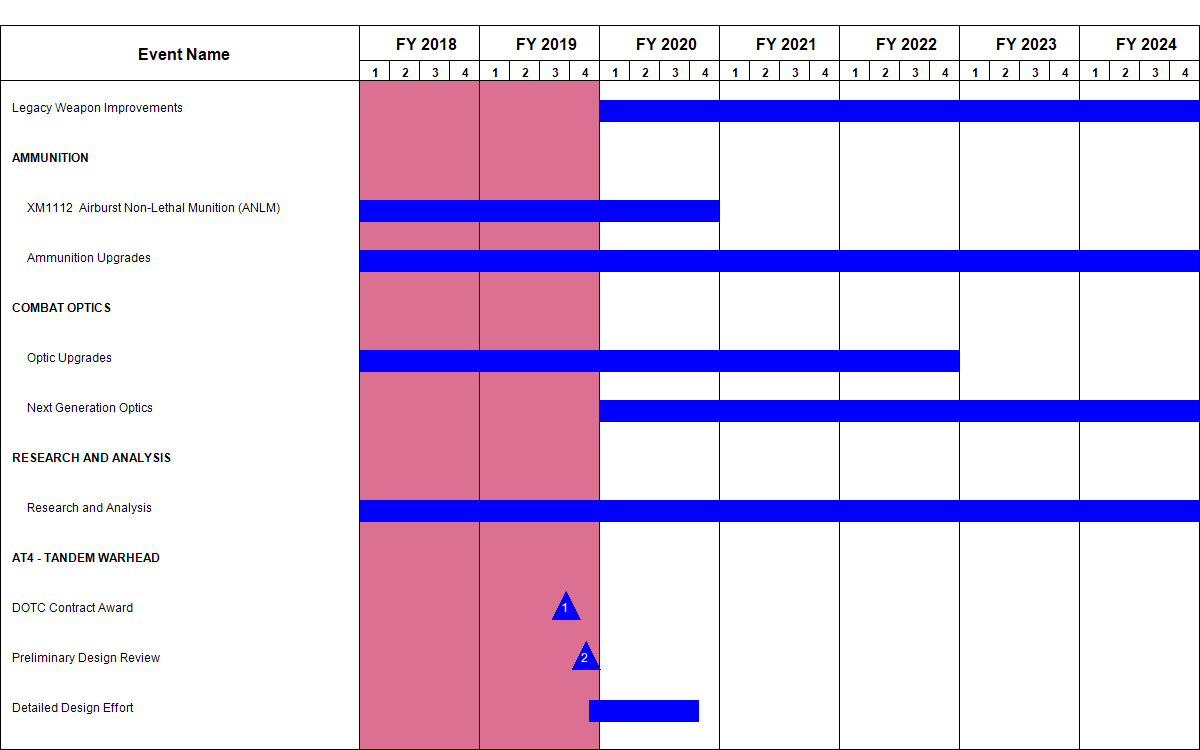 Event Name FY 2018 FY 2019 FY 2020 FY 2021 FY 2022 FY 2023 FY 2024
1 2 3 4 1 2 3 4 1 2 3 4 1 2 3 4 1 2 3 4 1 2 3 4 1 2 3 4
Legacy Weapon Improvements
AMMUNITION
XM1112 Airburst Non-Lethal Munition (ANLM)
Ammunition Upgrades
COMBAT OPTICS
Optic Upgrades
Next Generation Optics
RESEARCH AND ANALYSIS
Research and Analysis
AT4 - TANDEM WARHEAD
DOTC Contract Award 1
Preliminary Design Review 2
Detailed Design Effort